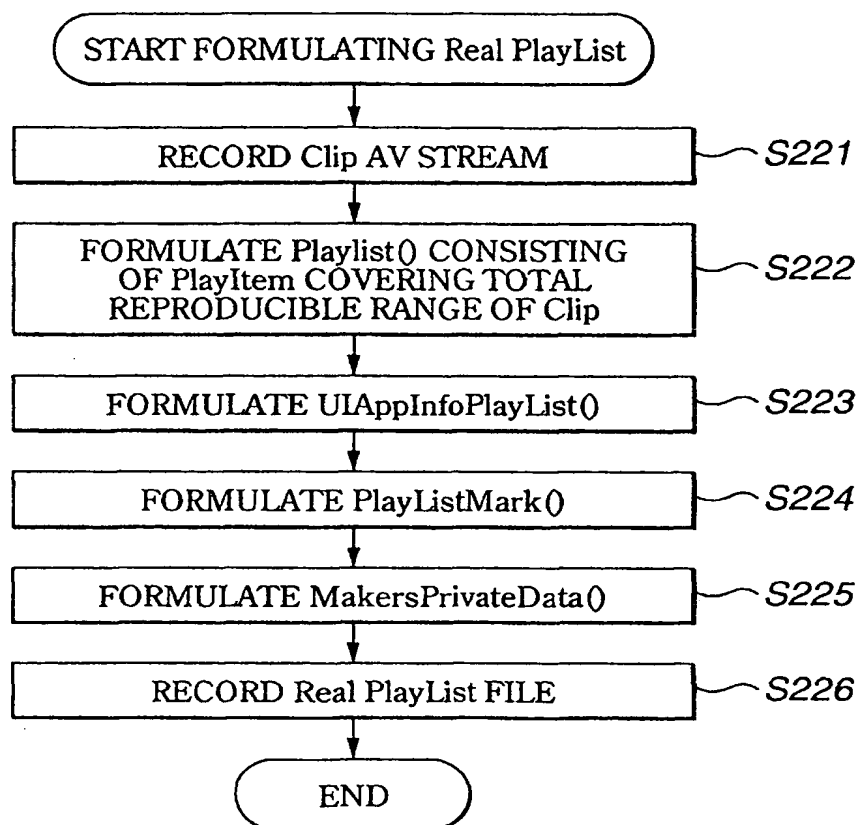 START FORMULATING Real PlayList
RECORD Clip AV STREAM
S221
FORMULATE Playlist() CONSISTING
OF PlayItem COVERING TOTAL
REPRODUCIBLE RANGE OF Clip
S222
FORMULATE UIAppInfoPlayList()
S223
FORMULATE PlayListMark()
S224
FORMULATE MakersPrivateData()
S225
RECORD Real PlayList FILE
S226
END